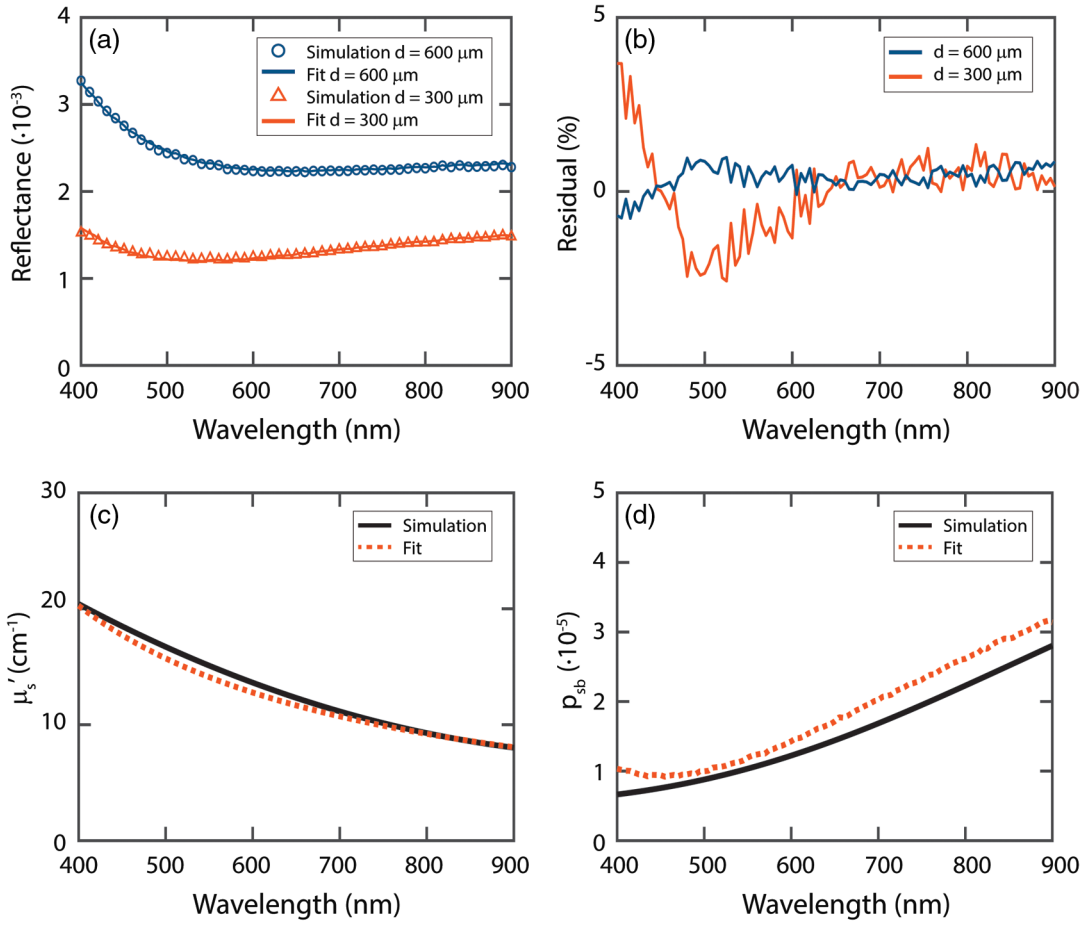 (a)
Simulation d = 600 μm
Fit d = 600 μm
Simulation d = 300 μm
Fit d = 300 μm
4
3
2
1
0
Reflectance (·10⁻³)
400 500 600 700 800 900
Wavelength (nm)
(b)
d = 600 μm
d = 300 μm
5
0
-5
Residual (%)
400 500 600 700 800 900
Wavelength (nm)
(c)
Simulation
Fit
30
20
10
0
μₛ′ (cm⁻¹)
400 500 600 700 800 900
Wavelength (nm)
(d)
Simulation
Fit
5
4
3
2
1
0
p_sb (·10⁻⁵)
400 500 600 700 800 900
Wavelength (nm)